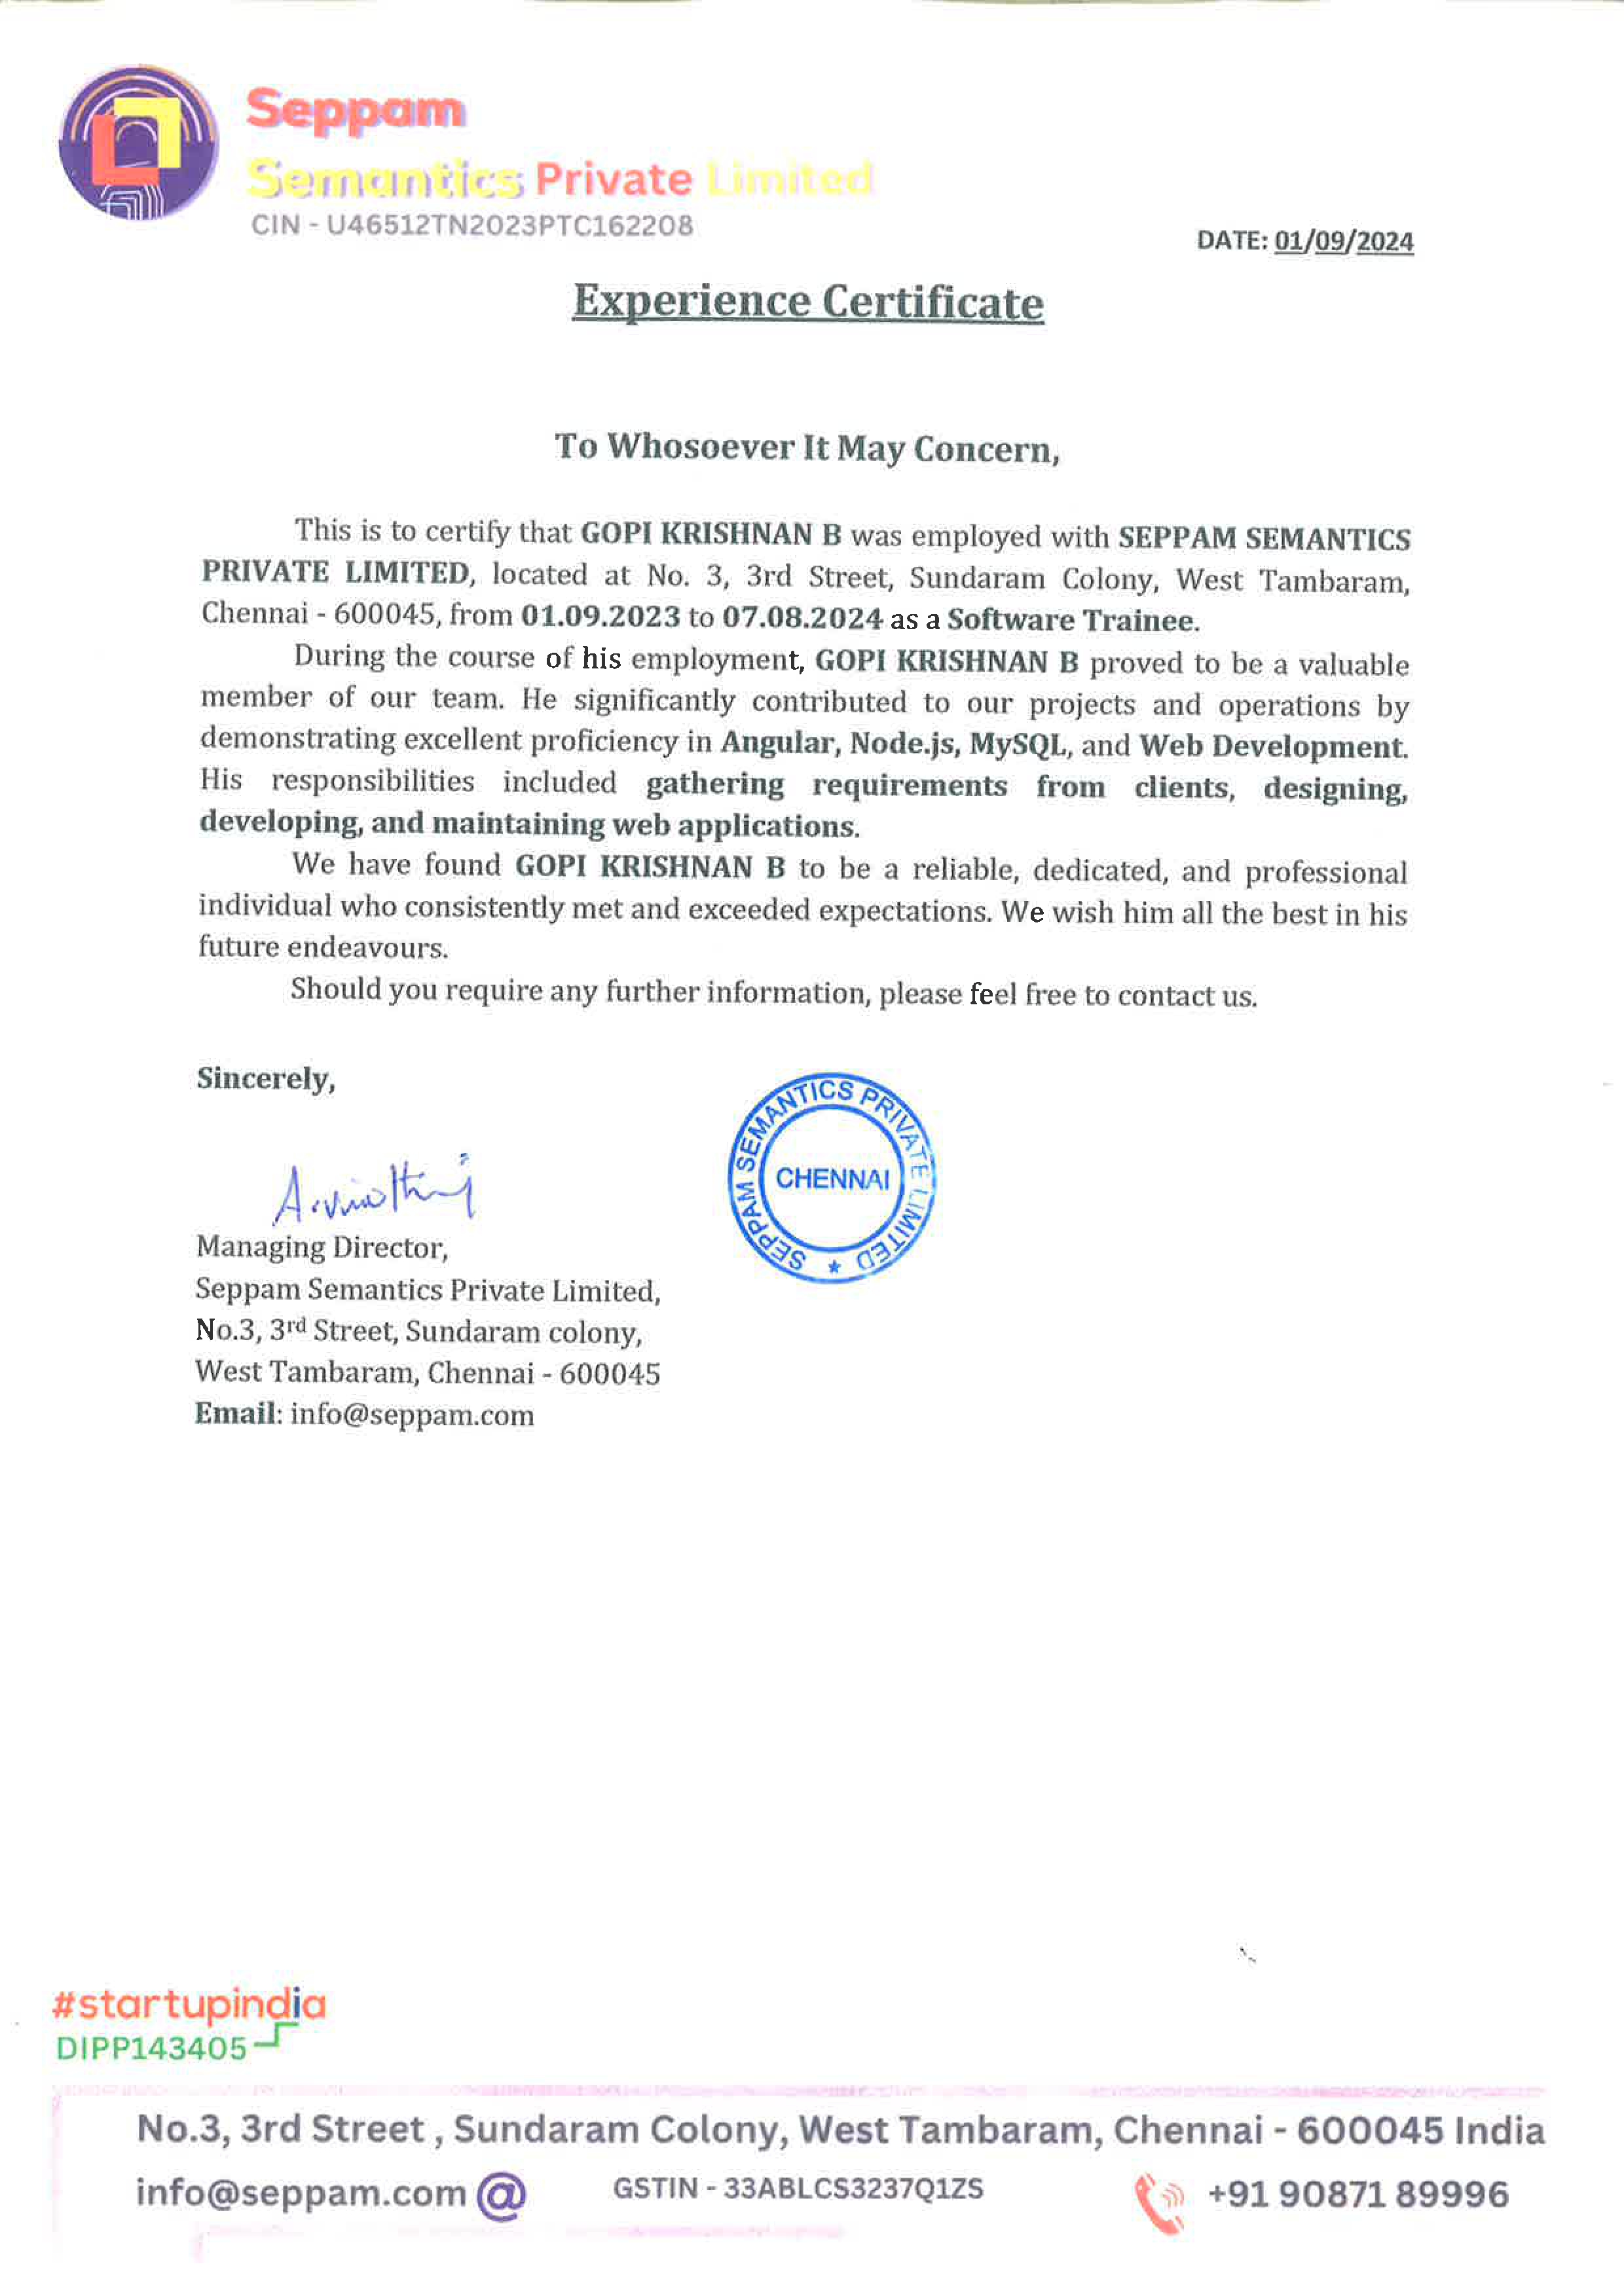 Seppam
Semantics Private Limited
CIN - U46512TN2023PTC162208
DATE: 01/09/2024
Experience Certificate
To Whosoever It May Concern,
This is to certify that GOPI KRISHNAN B was employed with SEPPAM SEMANTICS
PRIVATE LIMITED, located at No. 3, 3rd Street, Sundaram Colony, West Tambaram,
Chennai - 600045, from 01.09.2023 to 07.08.2024 as a Software Trainee.
During the course of his employment, GOPI KRISHNAN B proved to be a valuable
member of our team. He significantly contributed to our projects and operations by
demonstrating excellent proficiency in Angular, Node.js, MySQL, and Web Development.
His responsibilities included gathering requirements from clients, designing,
developing, and maintaining web applications.
We have found GOPI KRISHNAN B to be a reliable, dedicated, and professional
individual who consistently met and exceeded expectations. We wish him all the best in his
future endeavours.
Should you require any further information, please feel free to contact us.
Sincerely,
SEPPAM SEMANTICS PRIVATE LIMITED *
CHENNAI
Managing Director,
Seppam Semantics Private Limited,
No.3, 3rd Street, Sundaram colony,
West Tambaram, Chennai - 600045
Email: info@seppam.com
#startupindia
DIPP143405
No.3, 3rd Street , Sundaram Colony, West Tambaram, Chennai - 600045 India
info@seppam.com @ GSTIN - 33ABLCS3237Q1ZS +91 90871 89996